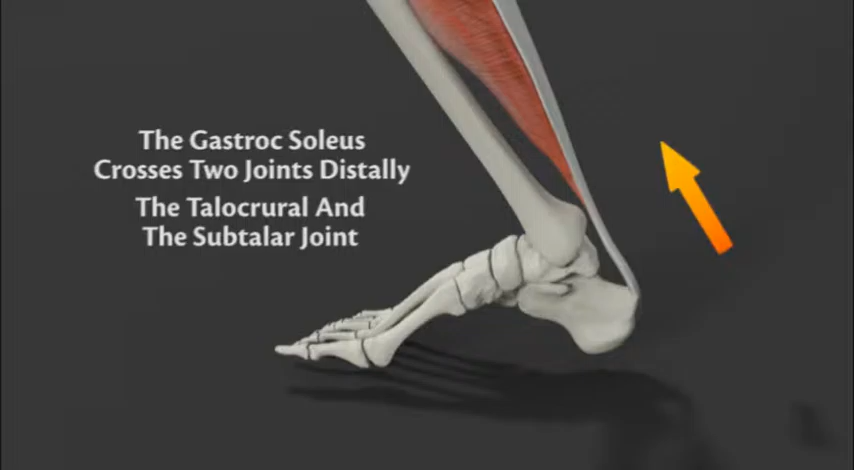 The Gastroc Soleus
Crosses Two Joints Distally
The Talocrural And
The Subtalar Joint